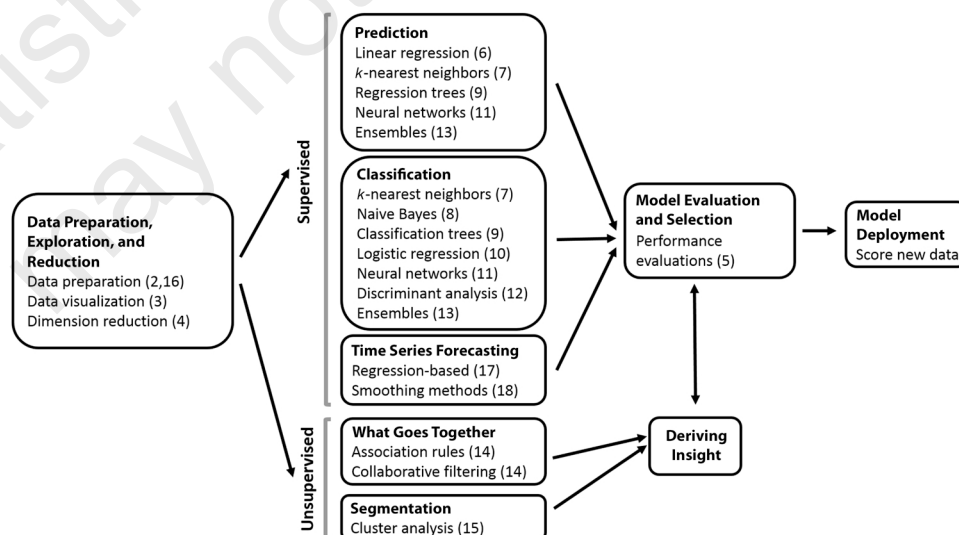 Data Preparation,
Exploration, and
Reduction
Data preparation (2,16)
Data visualization (3)
Dimension reduction (4)
Supervised
Prediction
Linear regression (6)
k-nearest neighbors (7)
Regression trees (9)
Neural networks (11)
Ensembles (13)
Classification
k-nearest neighbors (7)
Naive Bayes (8)
Classification trees (9)
Logistic regression (10)
Neural networks (11)
Discriminant analysis (12)
Ensembles (13)
Time Series Forecasting
Regression-based (17)
Smoothing methods (18)
Unsupervised
What Goes Together
Association rules (14)
Collaborative filtering (14)
Segmentation
Cluster analysis (15)
Model Evaluation
and Selection
Performance
evaluations (5)
Deriving
Insight
Model
Deployment
Score new data
may no